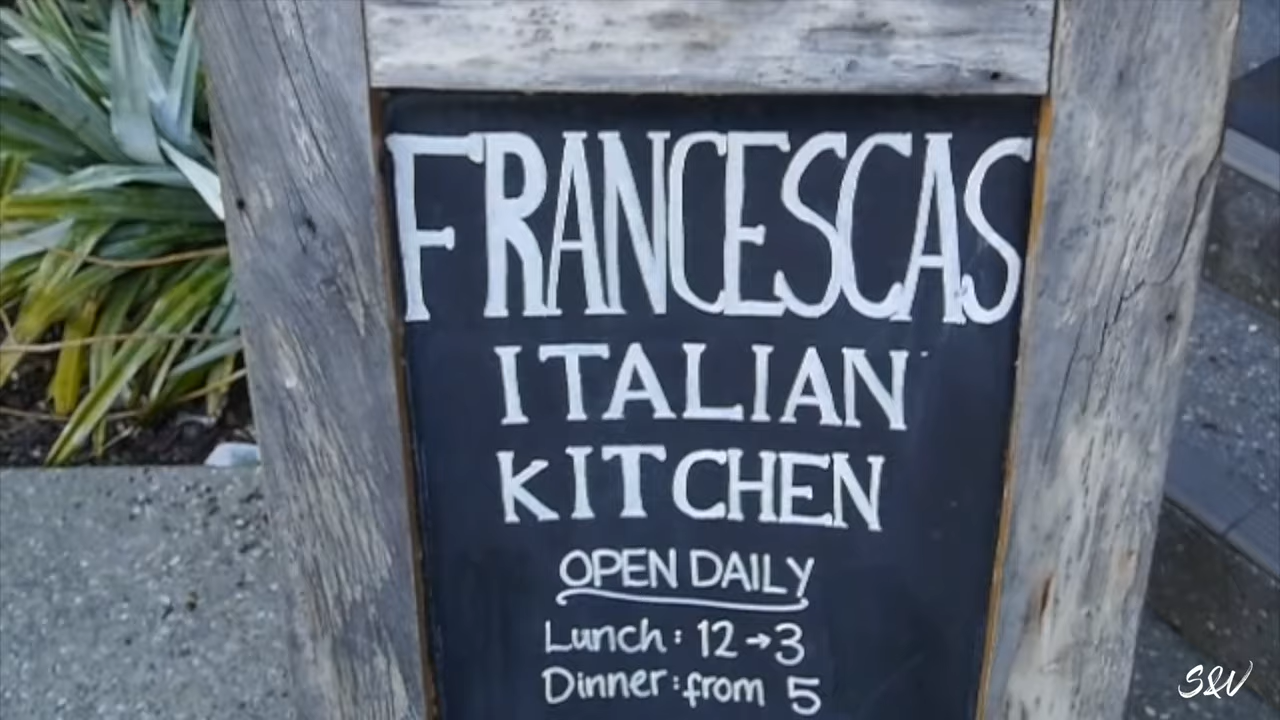 FRANCESCAS
ITALIAN
KITCHEN
OPEN DAILY
Lunch: 12→3
Dinner: from 5
S&V